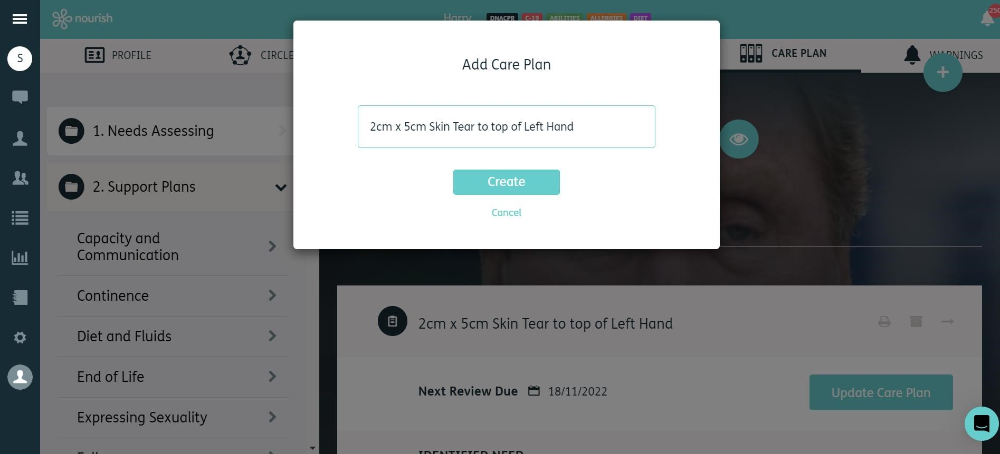 nourish
Harry DNACPR C-19 ABILITIES ALLERGIES DIET
250
S
PROFILE
CIRCLE
CARE PLAN
WARNINGS
Add Care Plan
2cm x 5cm Skin Tear to top of Left Hand
Create
Cancel
1. Needs Assessing
2. Support Plans
Capacity and
Communication
Continence
Diet and Fluids
End of Life
Expressing Sexuality
2cm x 5cm Skin Tear to top of Left Hand
Next Review Due 18/11/2022
Update Care Plan
IDENTIFIED NEED